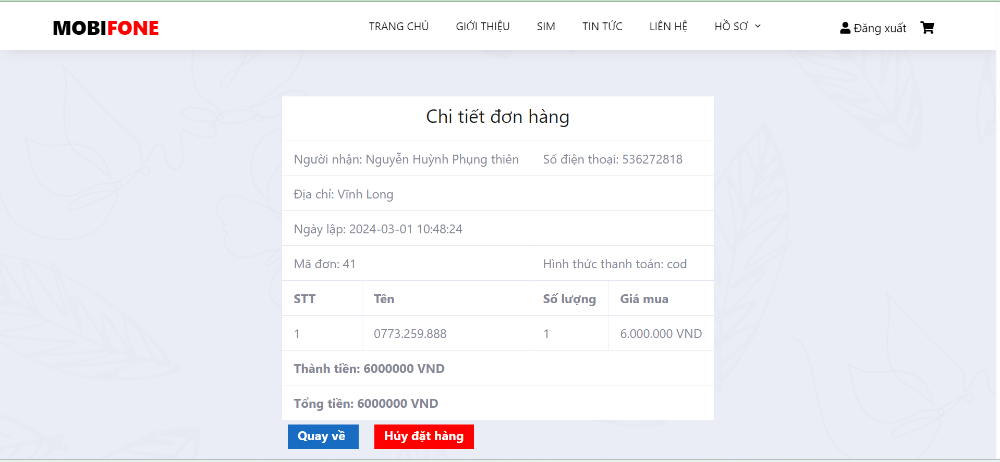 MOBIFONE
TRANG CHỦ GIỚI THIỆU SIM TIN TỨC LIÊN HỆ HỒ SƠ Đăng xuất
Chi tiết đơn hàng
Người nhận: Nguyễn Huỳnh Phụng thiên Số điện thoại: 536272818
Địa chỉ: Vĩnh Long
Ngày lập: 2024-03-01 10:48:24
Mã đơn: 41 Hình thức thanh toán: cod
STT Tên Số lượng Giá mua
1 0773.259.888 1 6.000.000 VND
Thành tiền: 6000000 VND
Tổng tiền: 6000000 VND
Quay về Hủy đặt hàng